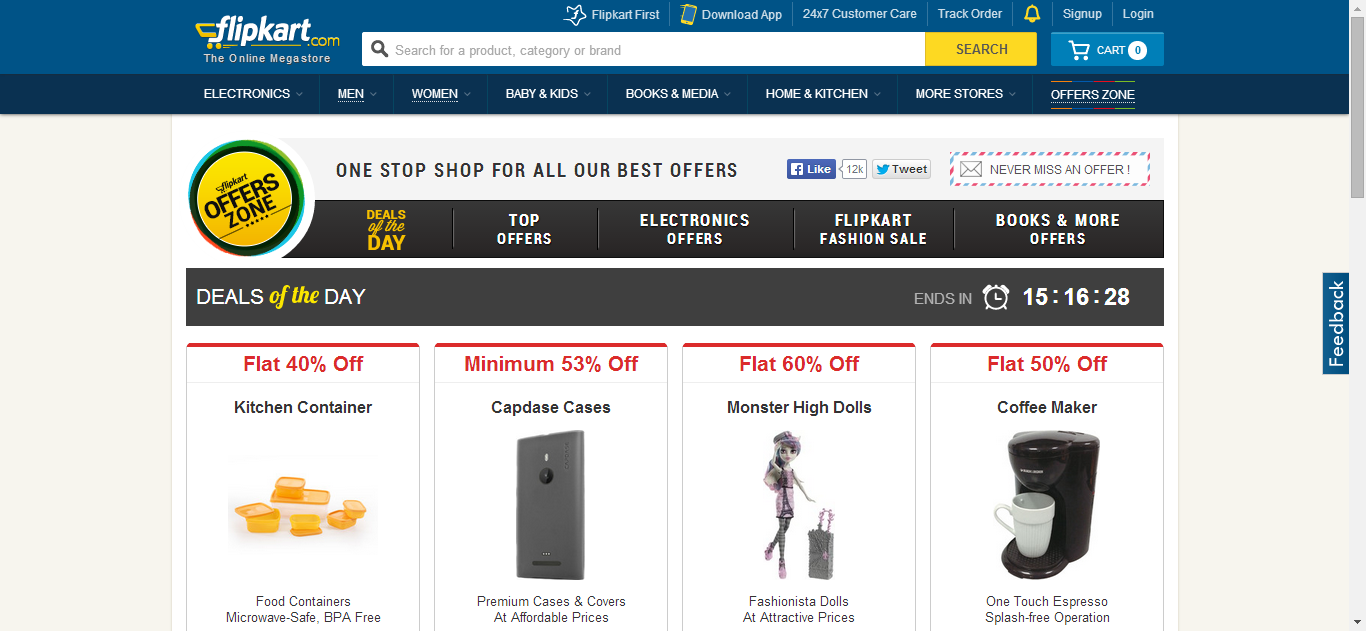 Flipkart First
Download App
24x7 Customer Care
Track Order
Signup
Login
flipkart.com
The Online Megastore
Search for a product, category or brand
SEARCH
CART 0
ELECTRONICS
MEN
WOMEN
BABY & KIDS
BOOKS & MEDIA
HOME & KITCHEN
MORE STORES
OFFERS ZONE
flipkart
OFFERS
ZONE
ONE STOP SHOP FOR ALL OUR BEST OFFERS
Like
12k
Tweet
NEVER MISS AN OFFER !
DEALS
of the
DAY
TOP
OFFERS
ELECTRONICS
OFFERS
FLIPKART
FASHION SALE
BOOKS & MORE
OFFERS
DEALS of the DAY
ENDS IN 15:16:28
Feedback
Flat 40% Off
Kitchen Container
Food Containers
Microwave-Safe, BPA Free
Minimum 53% Off
Capdase Cases
Premium Cases & Covers
At Affordable Prices
Flat 60% Off
Monster High Dolls
Fashionista Dolls
At Attractive Prices
Flat 50% Off
Coffee Maker
One Touch Espresso
Splash-free Operation